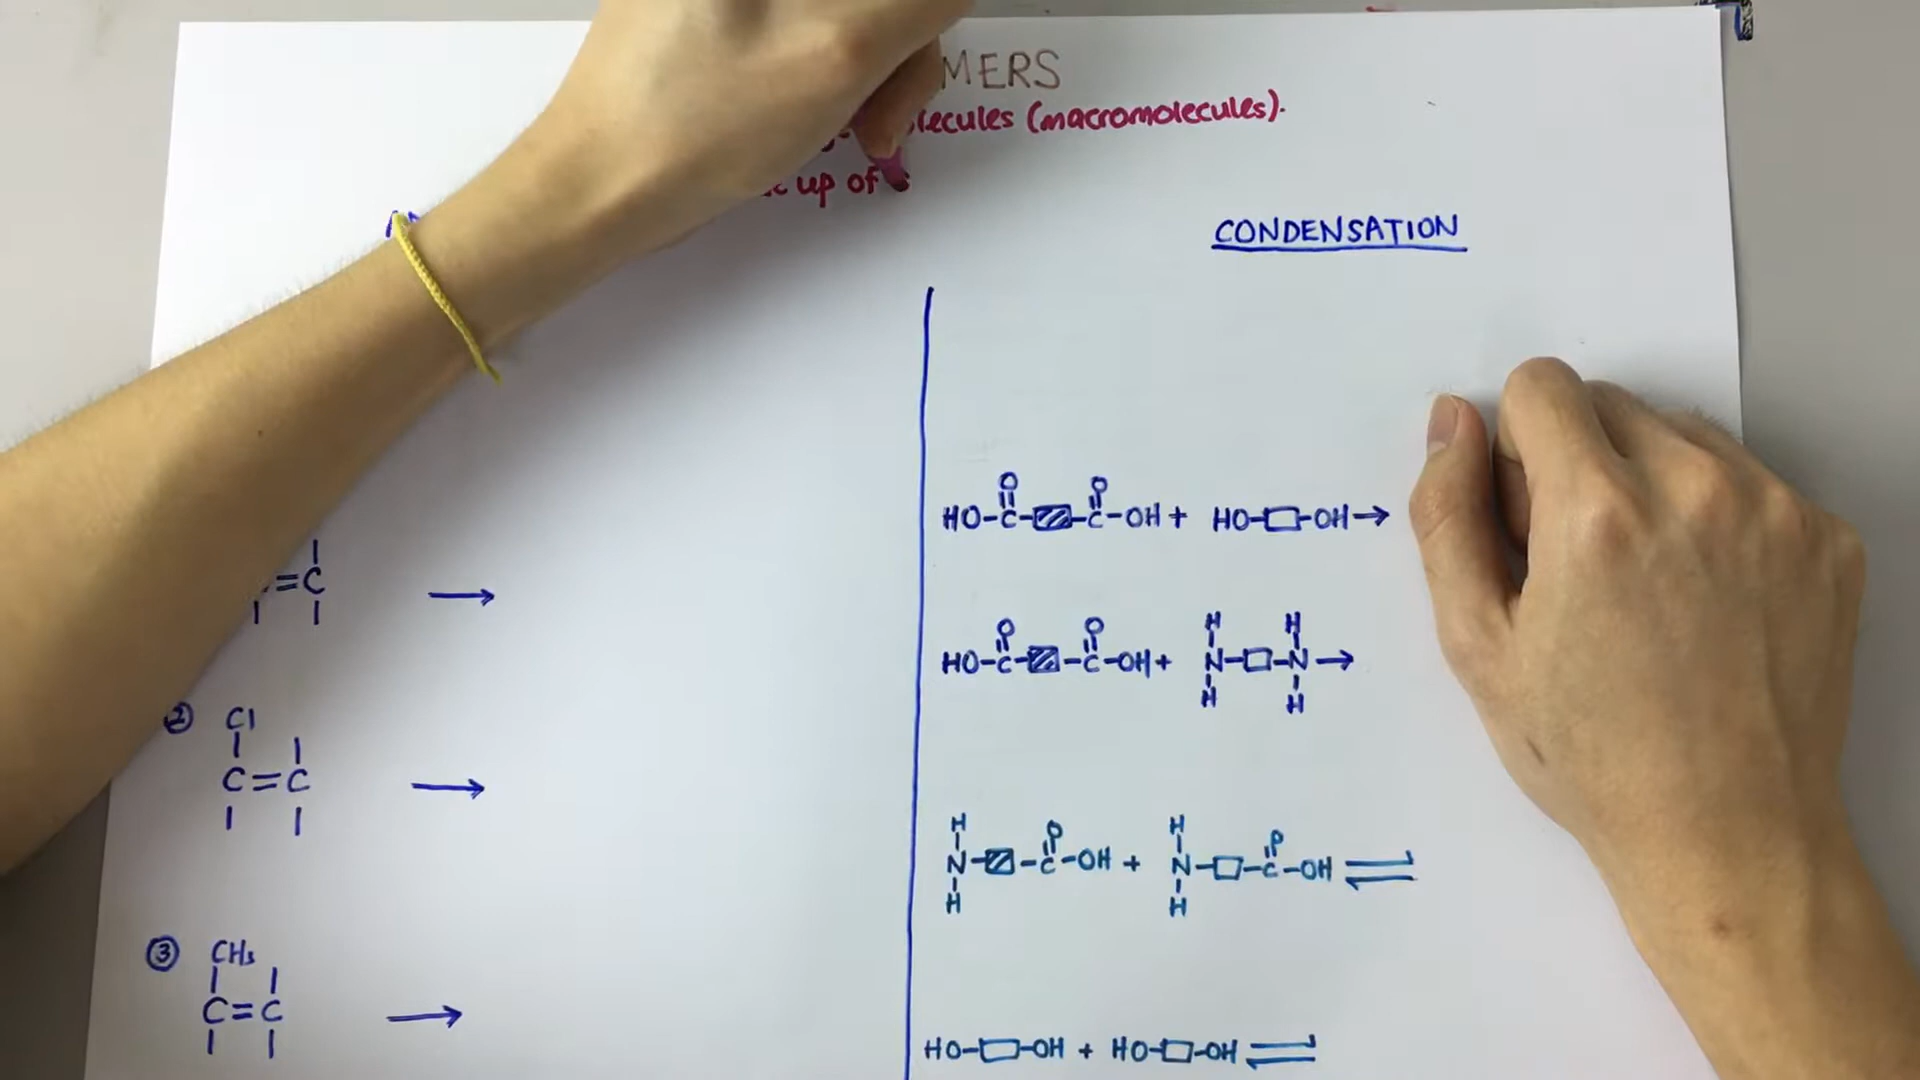 MERS
lecules (macromolecules).
up of
CONDENSATION
O O
HO-C-▨-C-OH + HO-□-OH →
=C →
O O H H
HO-C-▨-C-OH + N-□-N →
H H
② Cl
C=C →
H O H O
N-▨-C-OH + N-□-C-OH ⇌
H H
③ CH₃
C=C →
HO-□-OH + HO-□-OH ⇌